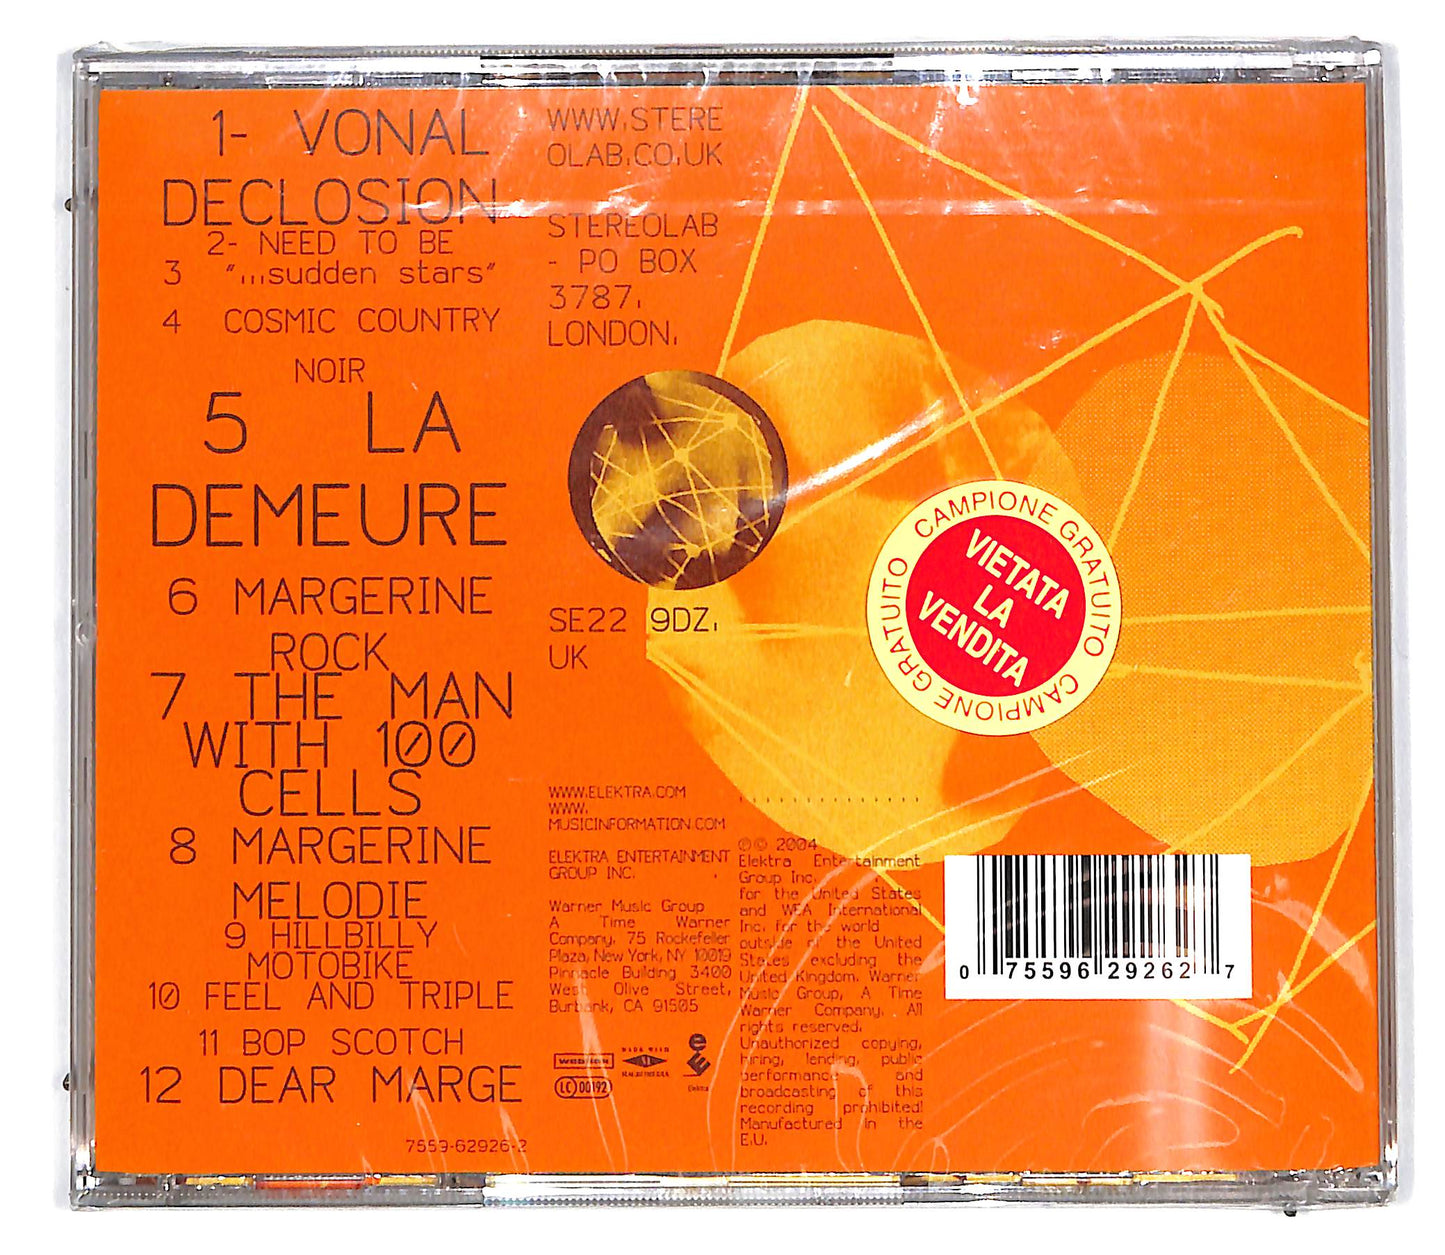 1- VONAL
DECLOSION
2- NEED TO BE
3 "...sudden stars"
4 COSMIC COUNTRY
NOIR
5 LA
DEMEURE
6 MARGERINE
ROCK
7 THE MAN
WITH 100
CELLS
8 MARGERINE
MELODIE
9 HILLBILLY
MOTOBIKE
10 FEEL AND TRIPLE
11 BOP SCOTCH
12 DEAR MARGE
7559-62926-2
WWW.STERE
OLAB.CO.UK
STEREOLAB
- PO BOX
3787.
LONDON.
SE22 9DZ.
UK
WWW.ELEKTRA.COM
WWW.
MUSICINFORMATION.COM
ELEKTRA ENTERTAINMENT
GROUP INC.
Warner Music Group
A Time Warner
Company, 75 Rockefeller
Plaza, New York, NY 10019
Pinnacle Building 3400
West Olive Street,
Burbank, CA 91505
MADE WITH
Elektra
LC 00192
℗© 2004
Elektra Entertainment
Group Inc.
for the United States
and WEA International
Inc. for the world
outside of the United
States excluding the
United Kingdom. Warner
Music Group, A Time
Warner Company. All
rights reserved.
Unauthorized copying,
hiring, lending, public
performance and
broadcasting of this
recording prohibited!
Manufactured in the
E.U.
CAMPIONE GRATUITO
CAMPIONE GRATUITO
VIETATA
LA
VENDITA
0 75596 29262 7